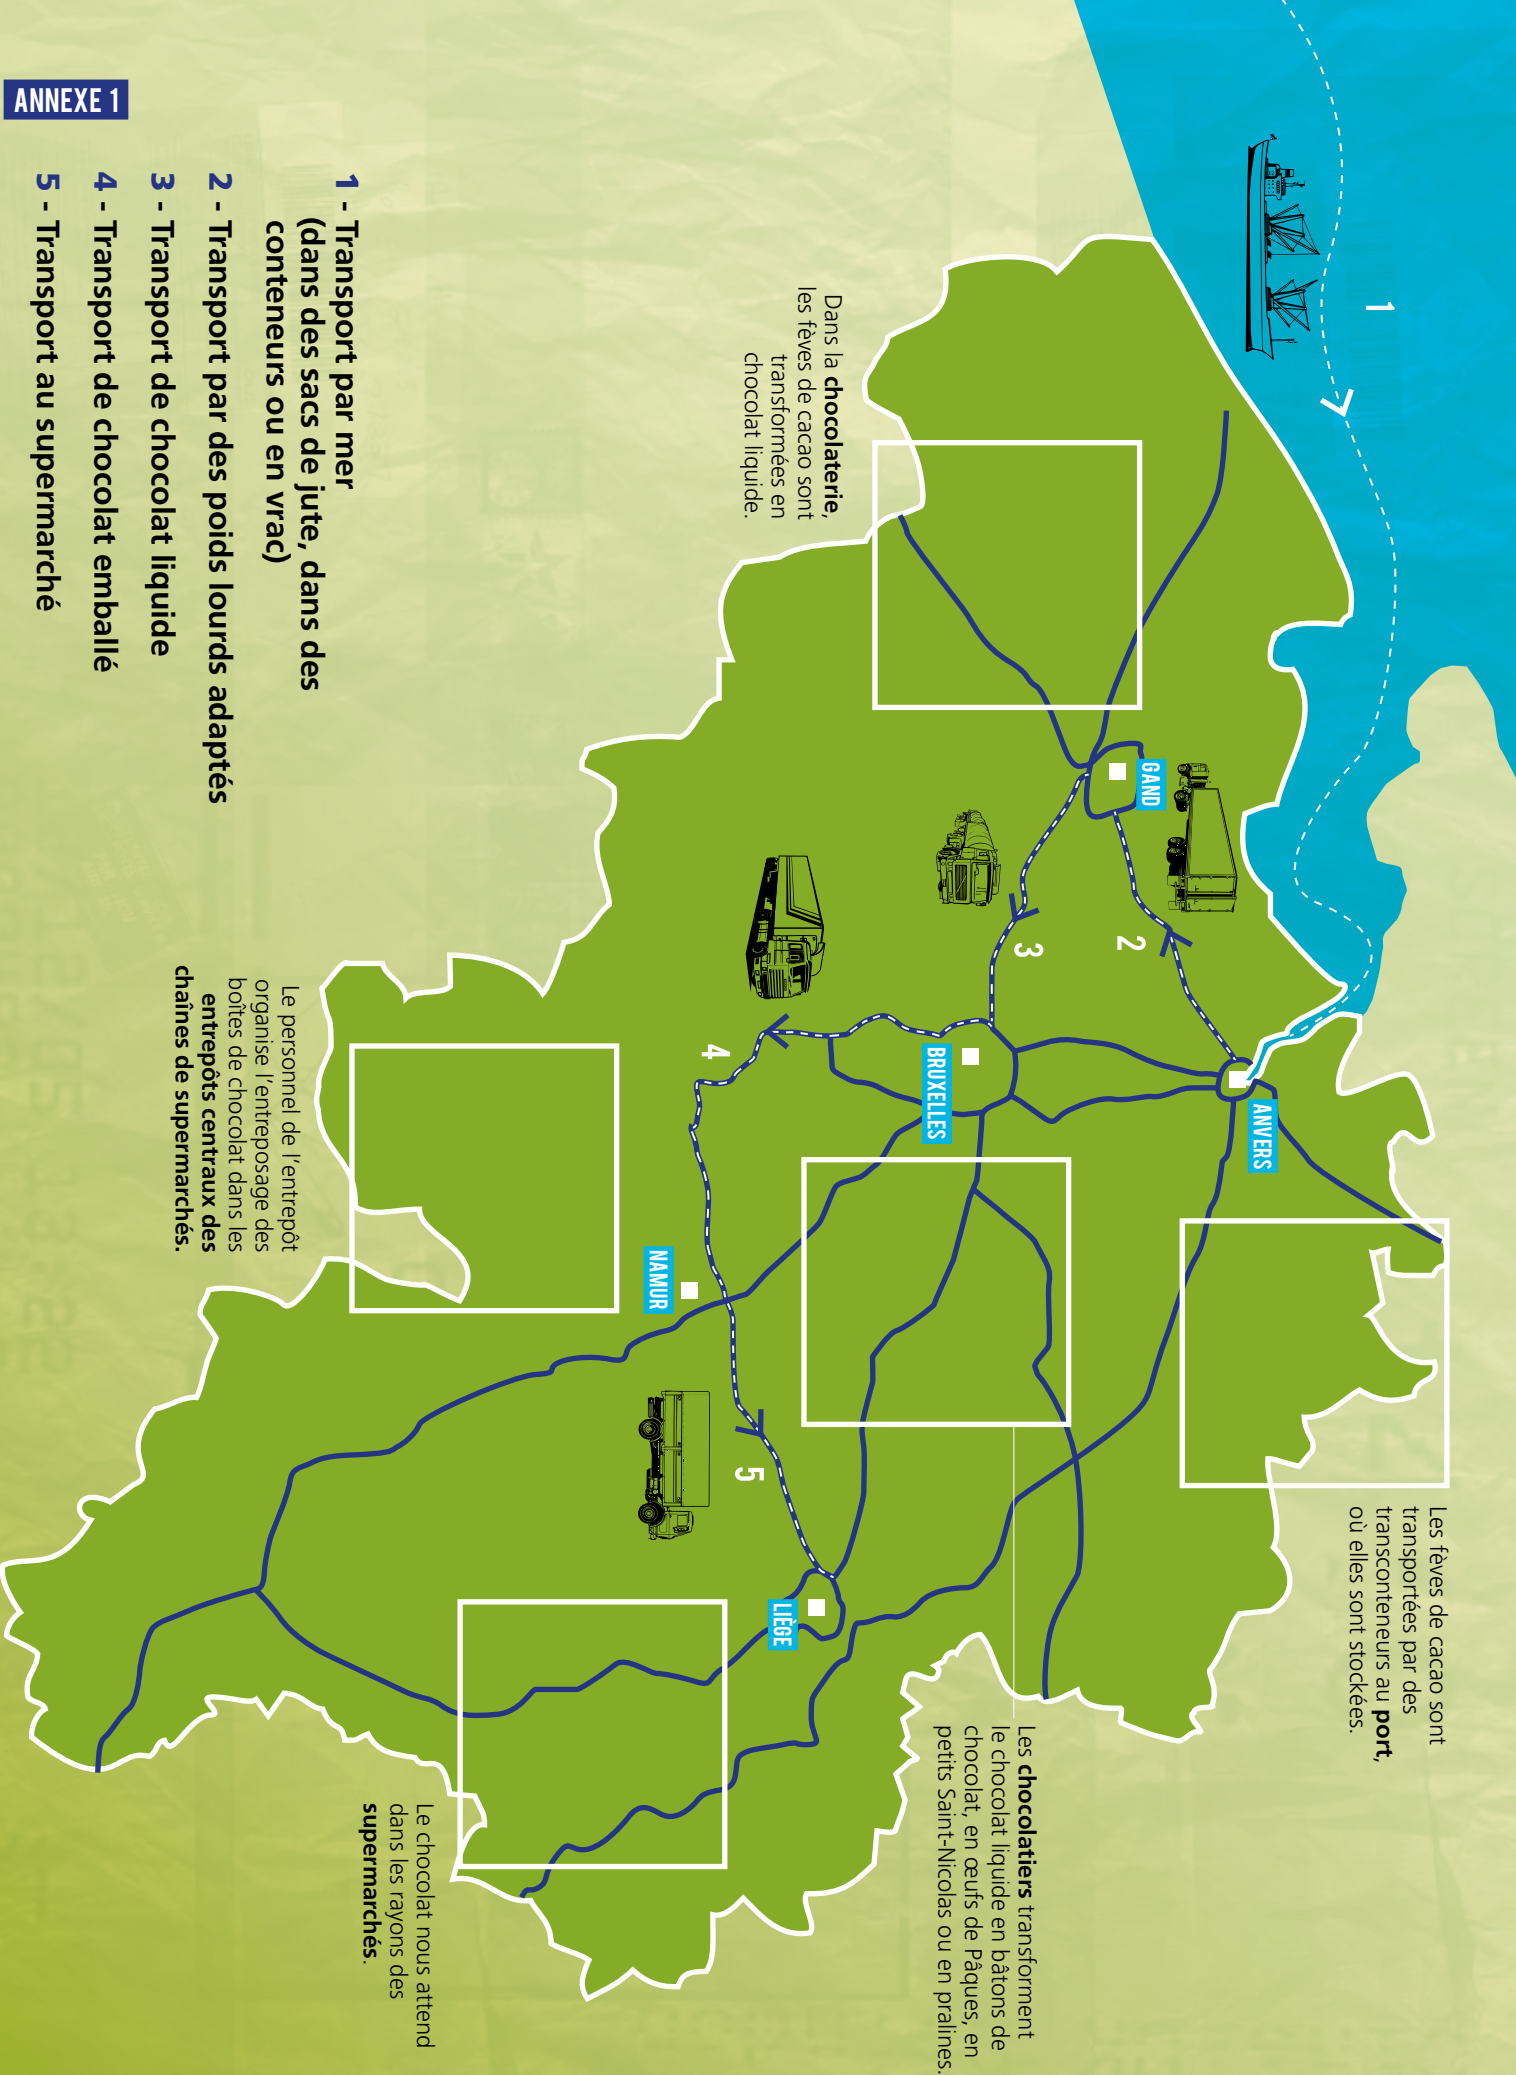 ANNEXE 1
1 - Transport par mer
(dans des sacs de jute, dans des
conteneurs ou en vrac)
2 - Transport par des poids lourds adaptés
3 - Transport de chocolat liquide
4 - Transport de chocolat emballé
5 - Transport au supermarché
1
Dans la chocolaterie,
les fèves de cacao sont
transformées en
chocolat liquide.
GAND
2
3
ANVERS
BRUXELLES
4
Les fèves de cacao sont
transportées par des
transconteneurs au port,
où elles sont stockées.
Les chocolatiers transforment
le chocolat liquide en bâtons de
chocolat, en œufs de Pâques, en
petits Saint-Nicolas ou en pralines.
NAMUR
5
LIÈGE
Le personnel de l'entrepôt
organise l'entreposage des
boîtes de chocolat dans les
entrepôts centraux des
chaînes de supermarchés.
Le chocolat nous attend
dans les rayons des
supermarchés.